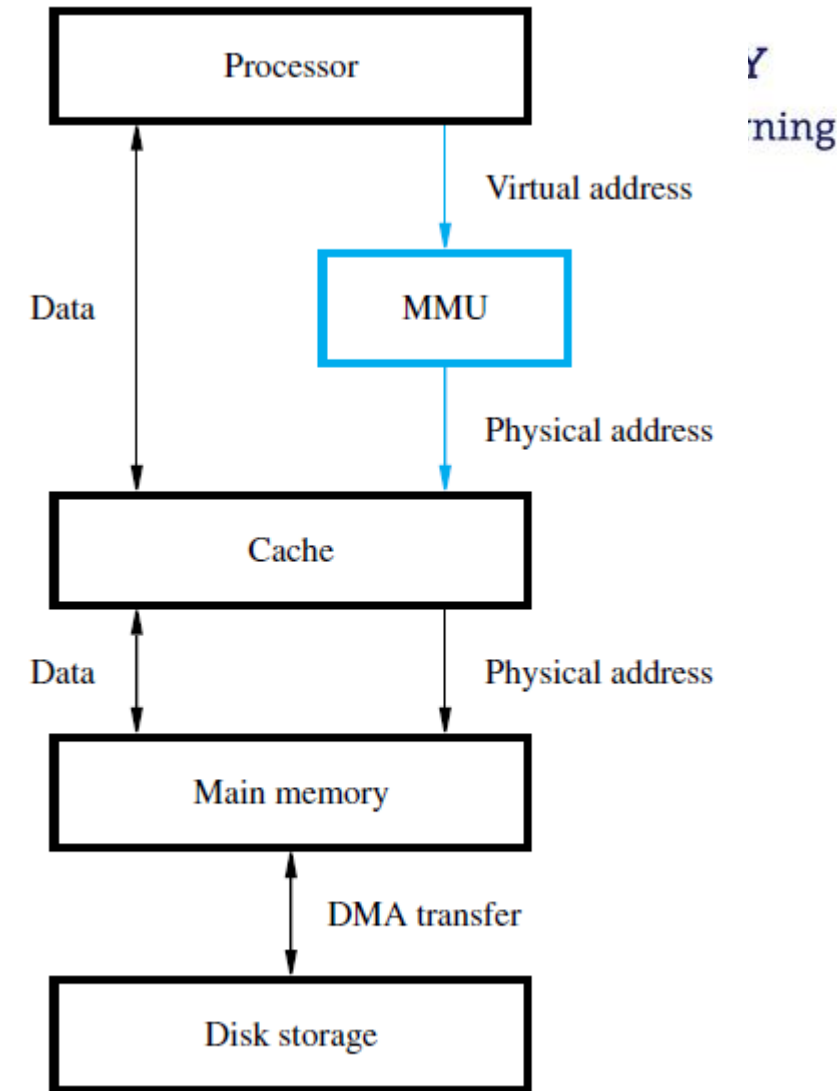 Processor
Virtual address
Data
MMU
Physical address
Cache
Data
Physical address
Main memory
DMA transfer
Disk storage